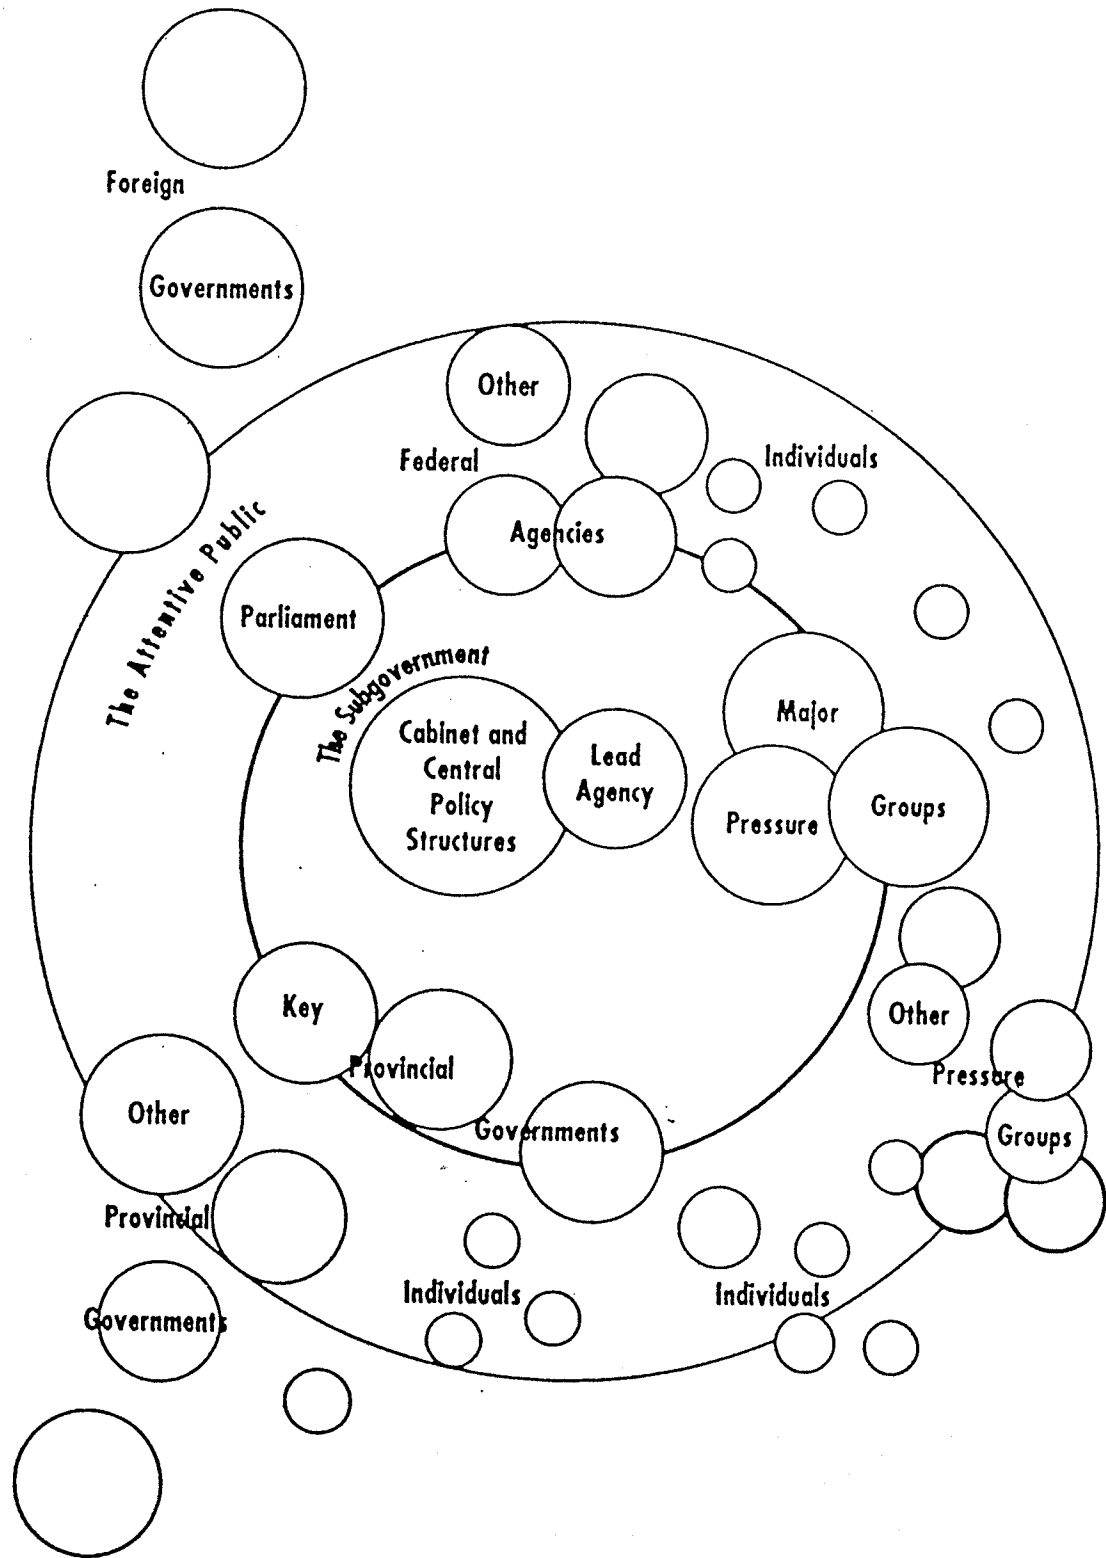 Foreign
Governments
Other
Federal
Agencies
Individuals
The Attentive Public
Parliament
The Subgovernment
Cabinet and
Central
Policy
Structures
Lead
Agency
Major
Pressure
Groups
Key
Provincial
Governments
Other
Pressure
Groups
Other
Provincial
Governments
Individuals
Individuals